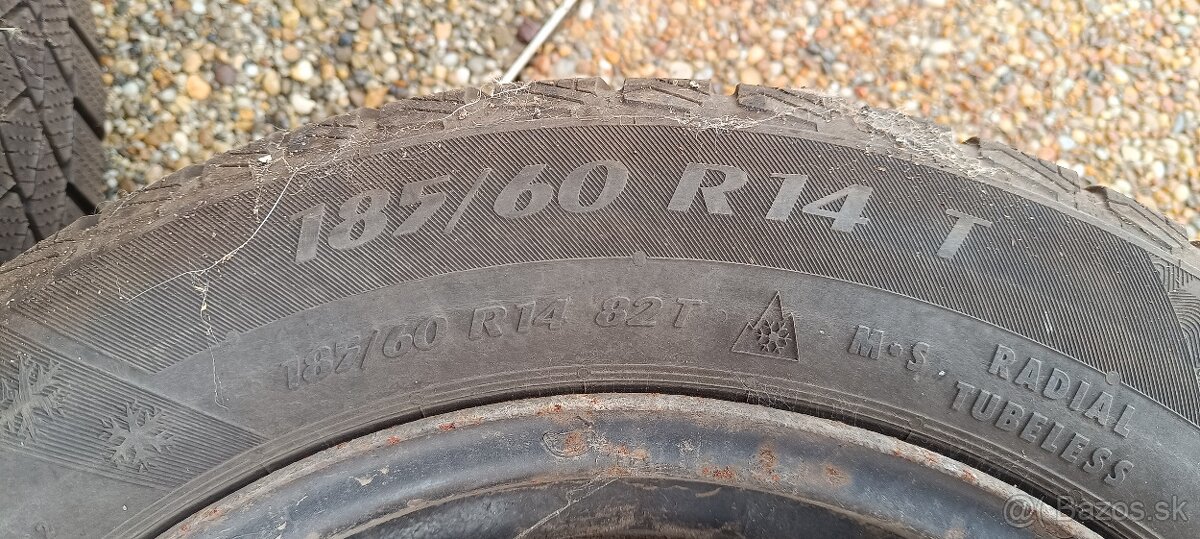 185/60 R14 T
185/60 R14 82T M•S RADIAL
TUBELESS
Bazos.sk